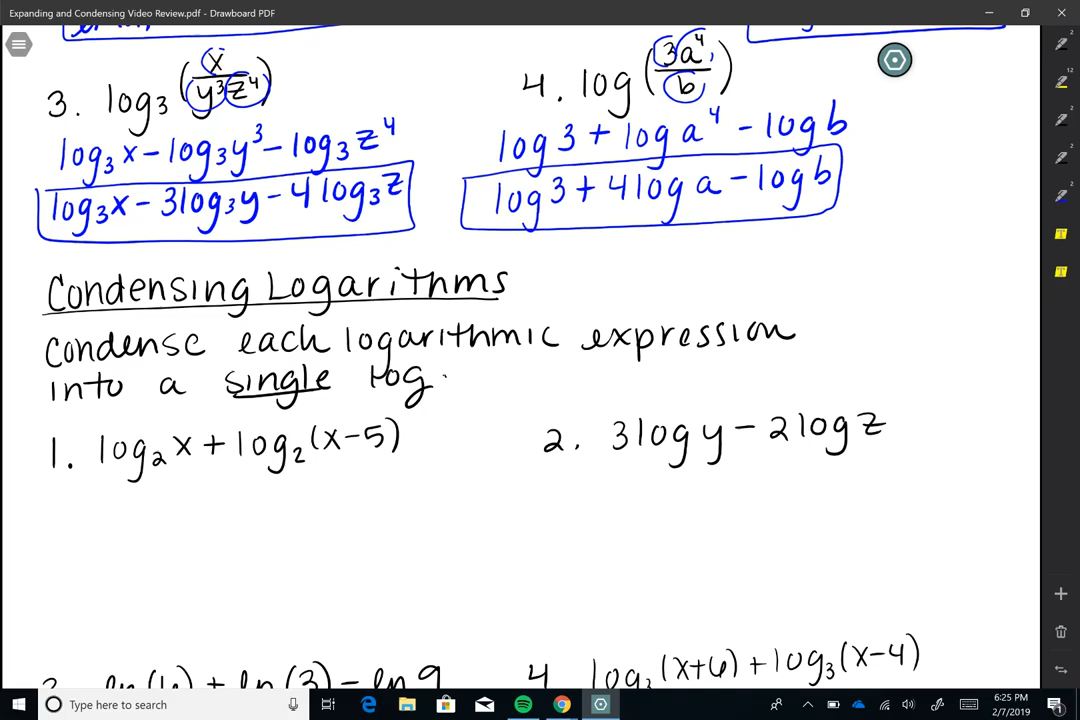 Expanding and Condensing Video Review.pdf - Drawboard PDF
3. log₃ (x / y³z⁴)
log₃x - log₃y³ - log₃z⁴
log₃x - 3log₃y - 4log₃z
4. log (3a⁴ / b)
log 3 + log a⁴ - log b
log 3 + 4 log a - log b
Condensing Logarithms
Condense each logarithmic expression
into a single log.
1. log₂x + log₂(x-5)
2. 3log y - 2log z
4 log₃(x+6) + log₃(x-4)
Type here to search
6:25 PM
2/7/2019